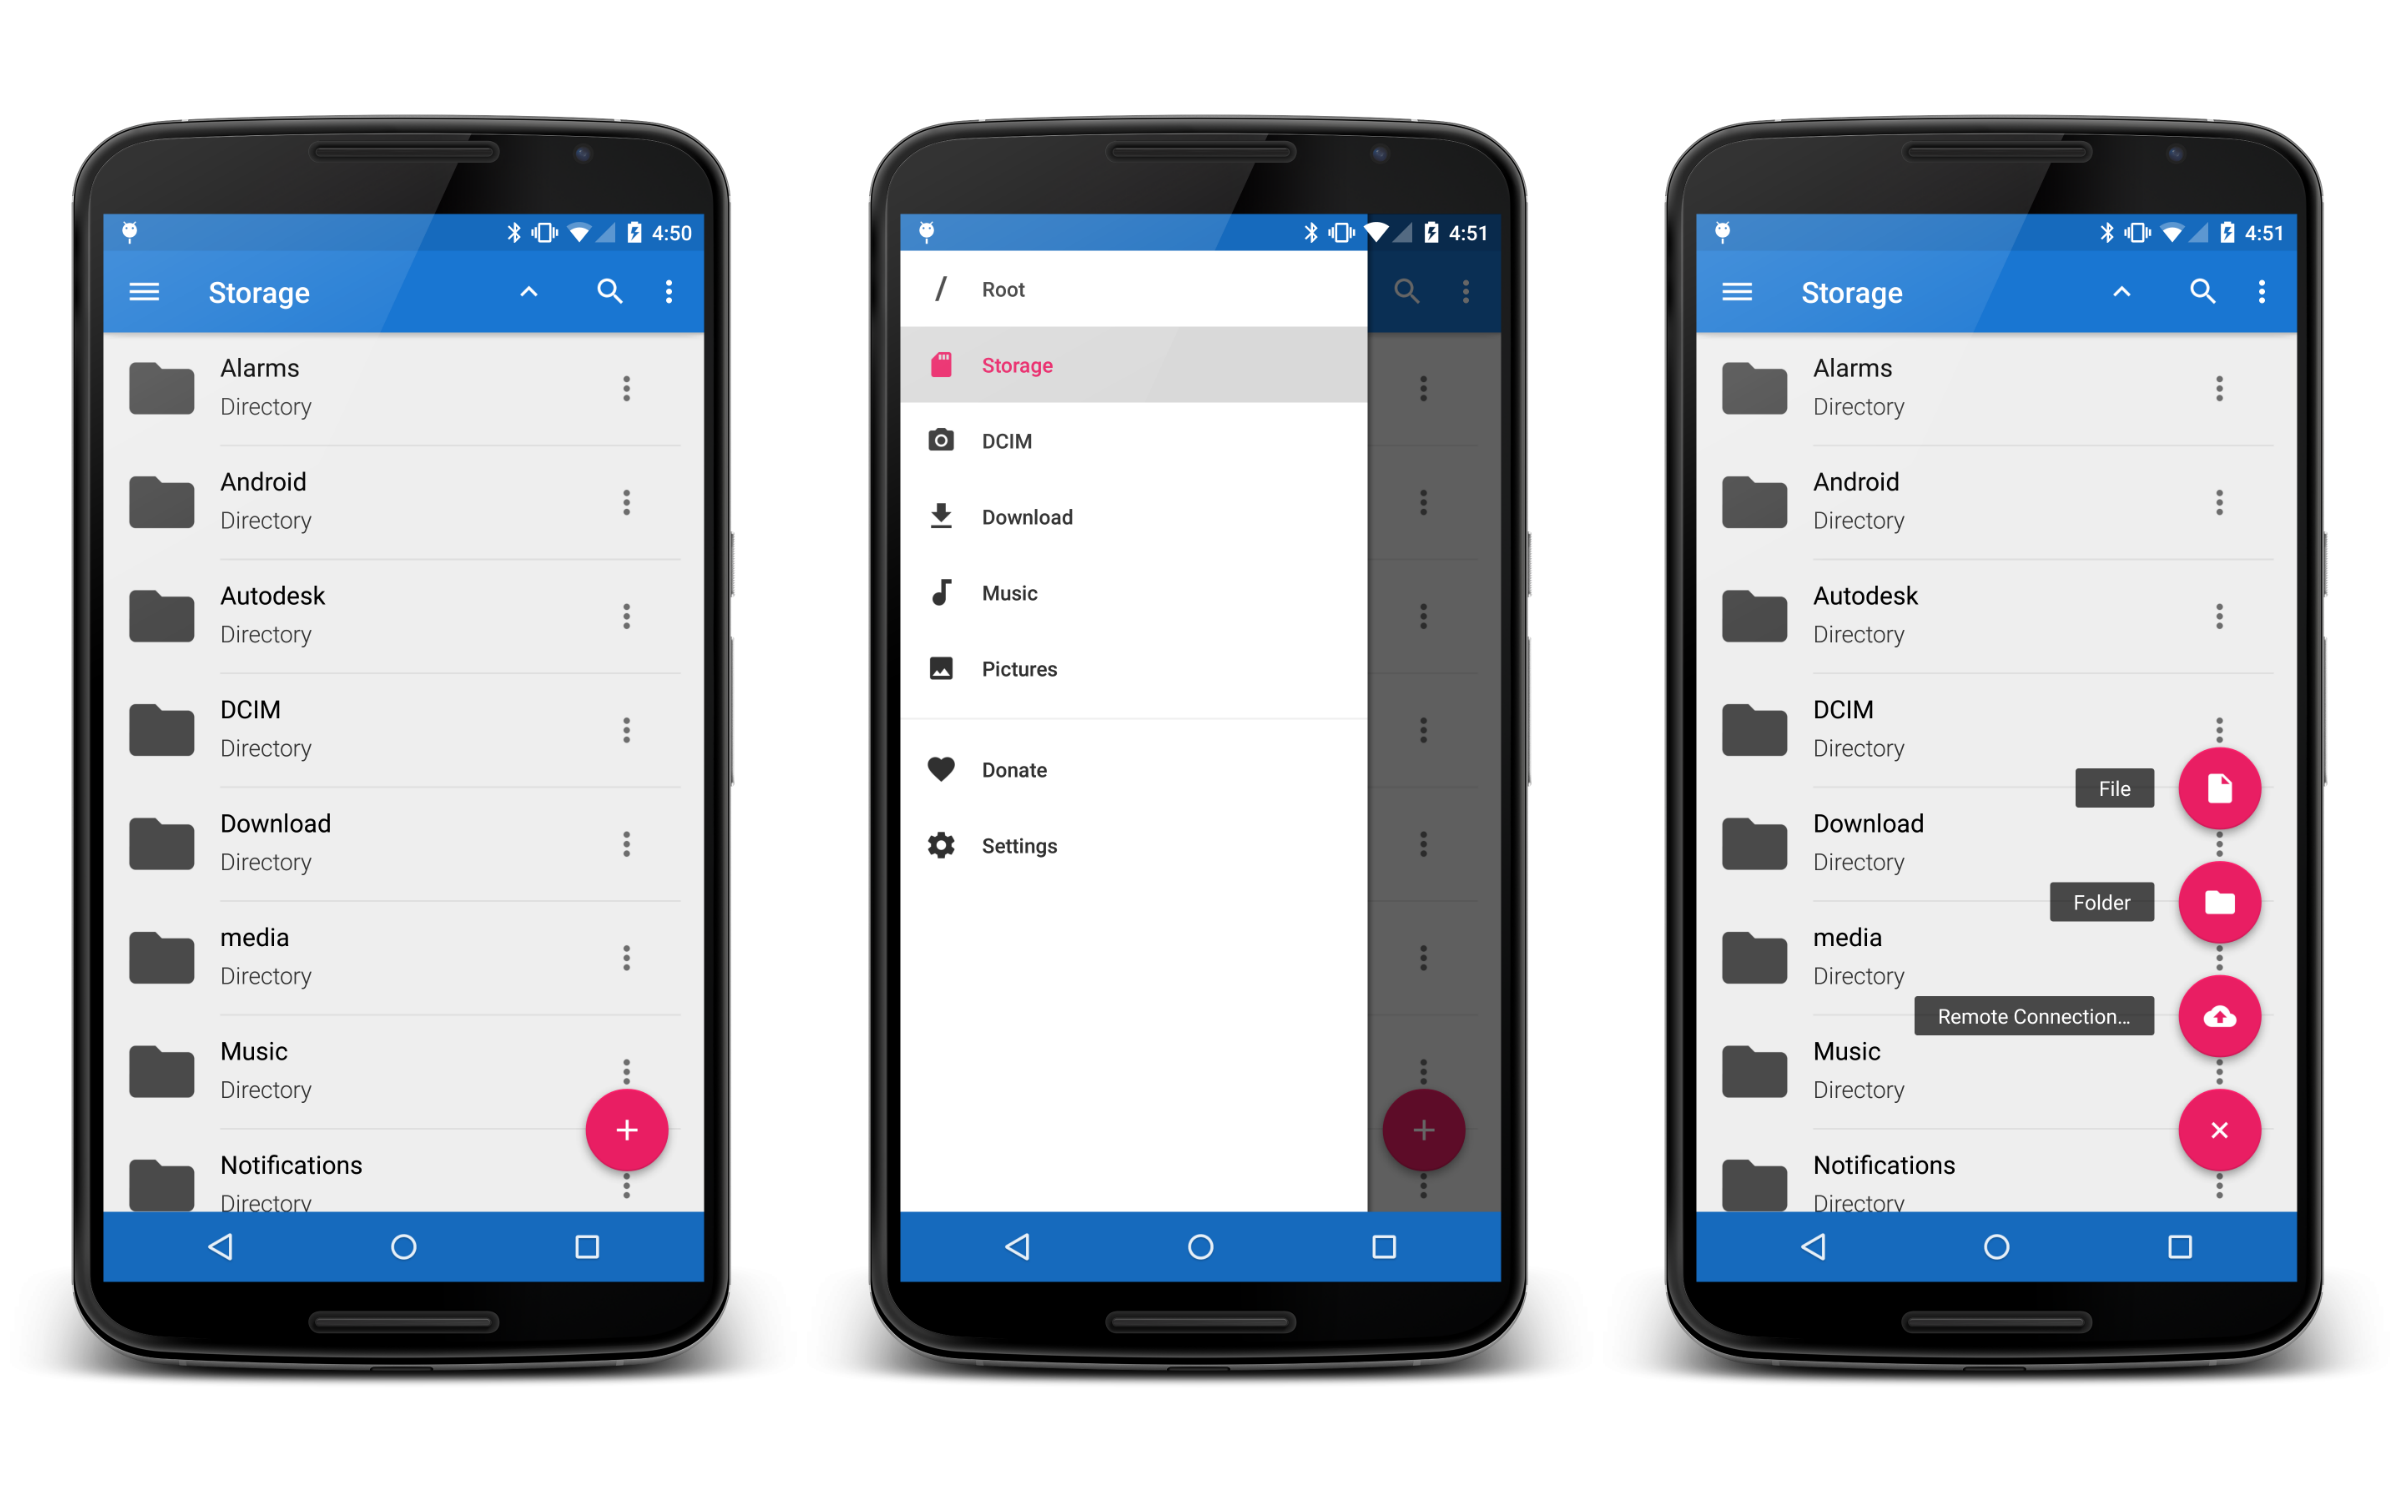 4:50
Storage
Alarms
Directory
Android
Directory
Autodesk
Directory
DCIM
Directory
Download
Directory
media
Directory
Music
Directory
Notifications
Directory
4:51
/ Root
Storage
DCIM
Download
Music
Pictures
Donate
Settings
4:51
Storage
Alarms
Directory
Android
Directory
Autodesk
Directory
DCIM
Directory
File
Download
Directory
Folder
media
Directory
Remote Connection...
Music
Directory
Notifications
Directory